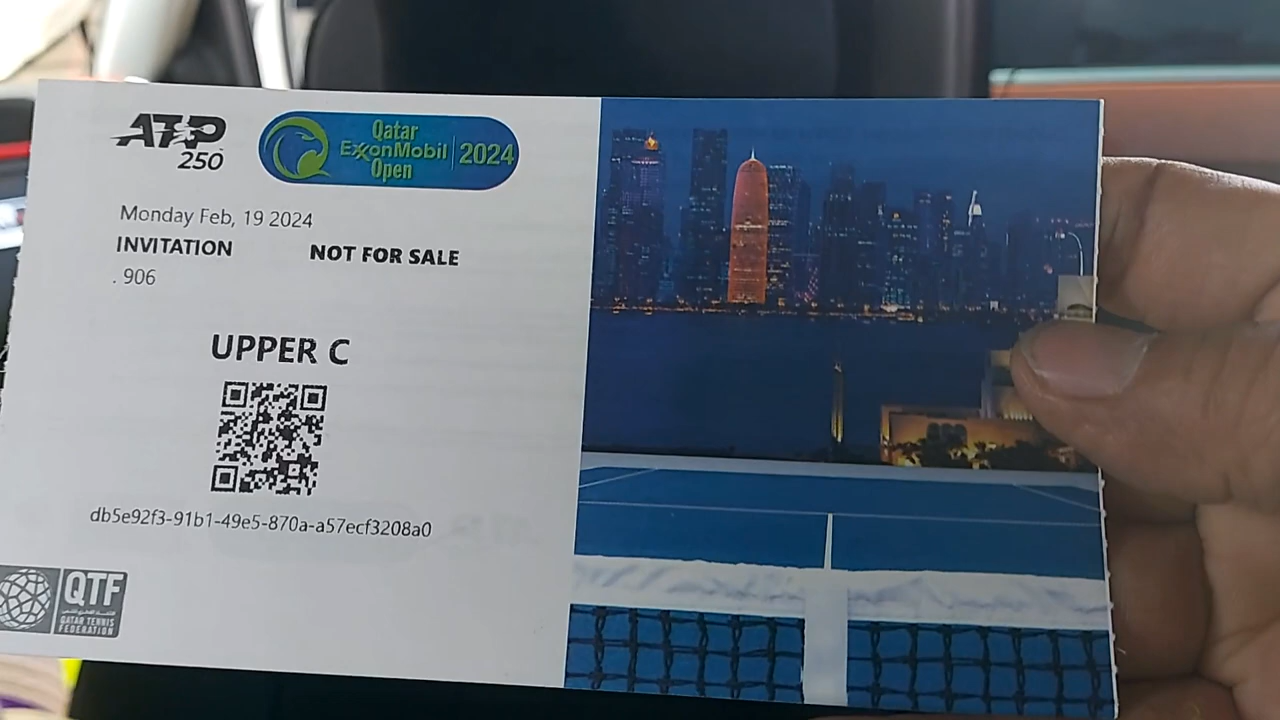 ATP
250
Qatar
ExxonMobil
Open
2024
Monday Feb, 19 2024
INVITATION NOT FOR SALE
. 906
UPPER C
db5e92f3-91b1-49e5-870a-a57ecf3208a0
QTF
QATAR TENNIS
FEDERATION